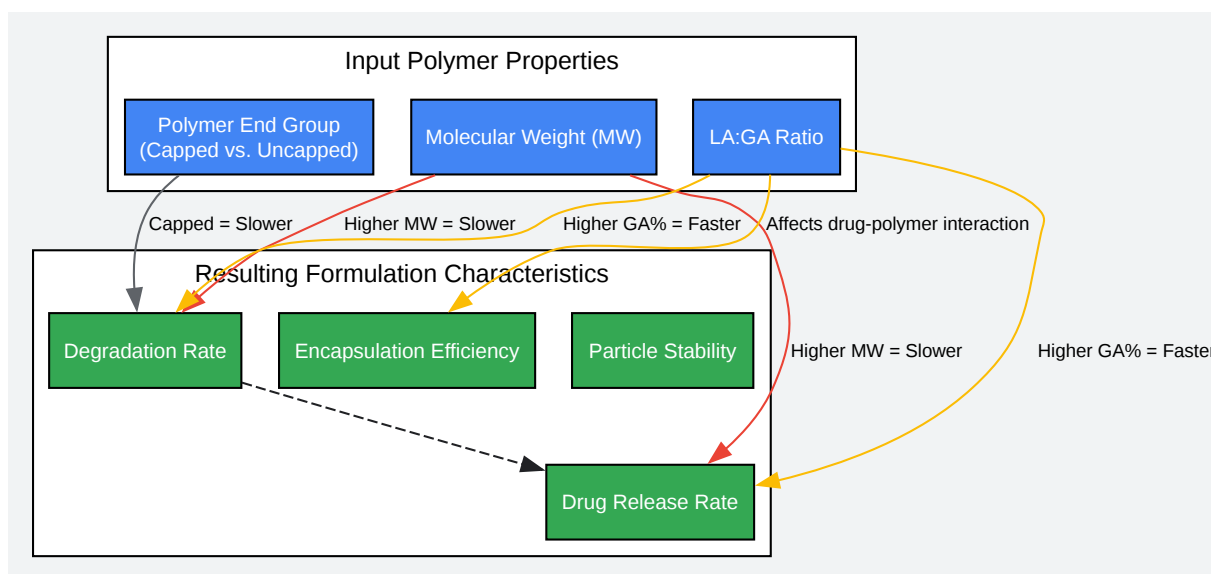 Input Polymer Properties
Polymer End Group
(Capped vs. Uncapped)
Molecular Weight (MW)
LA:GA Ratio
Capped = Slower
Higher MW = Slower
Higher GA% = Faster
Affects drug-polymer interaction
Resulting Formulation Characteristics
Degradation Rate
Encapsulation Efficiency
Particle Stability
Higher MW = Slower
Higher GA% = Faster
Drug Release Rate